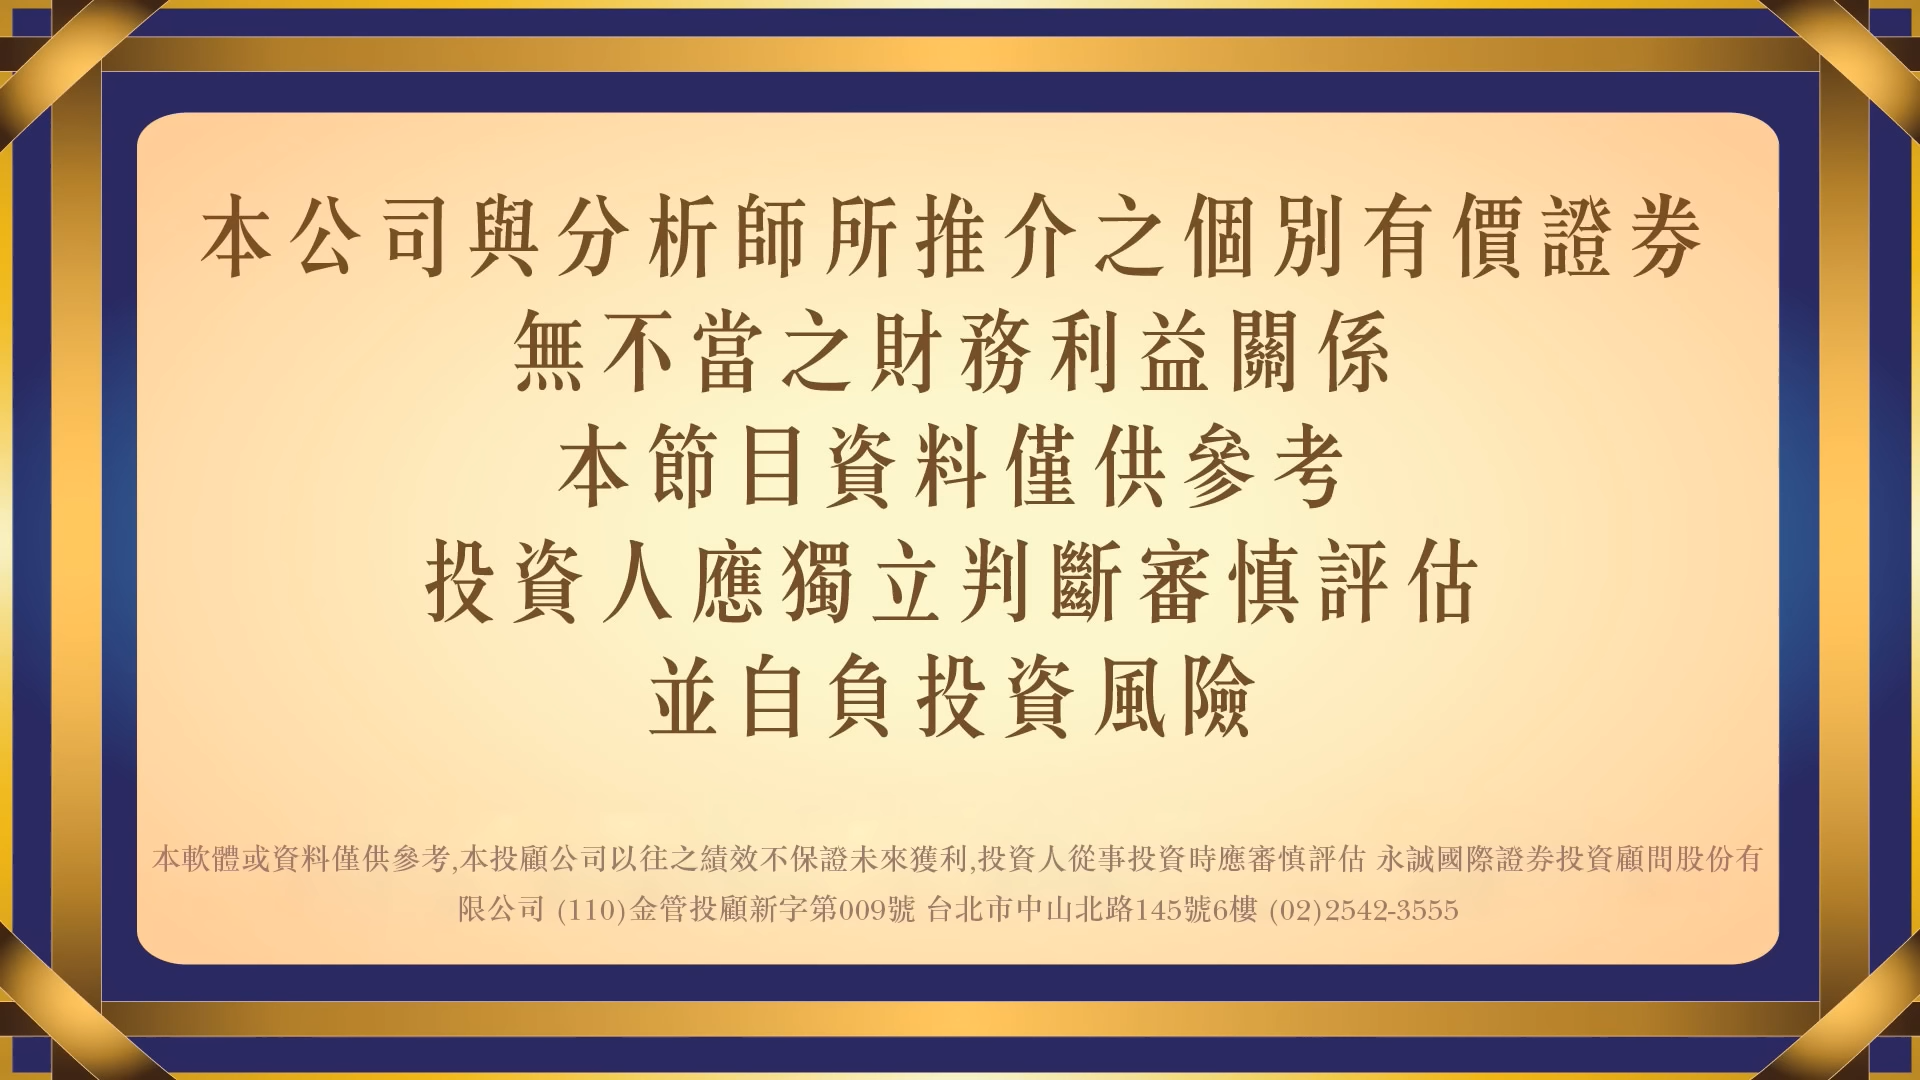 本公司與分析師所推介之個別有價證券
無不當之財務利益關係
本節目資料僅供參考
投資人應獨立判斷審慎評估
並自負投資風險
本軟體或資料僅供參考,本投顧公司以往之績效不保證未來獲利,投資人從事投資時應審慎評估 永誠國際證券投資顧問股份有
限公司 (110)金管投顧新字第009號 台北市中山北路145號6樓 (02)2542-3555